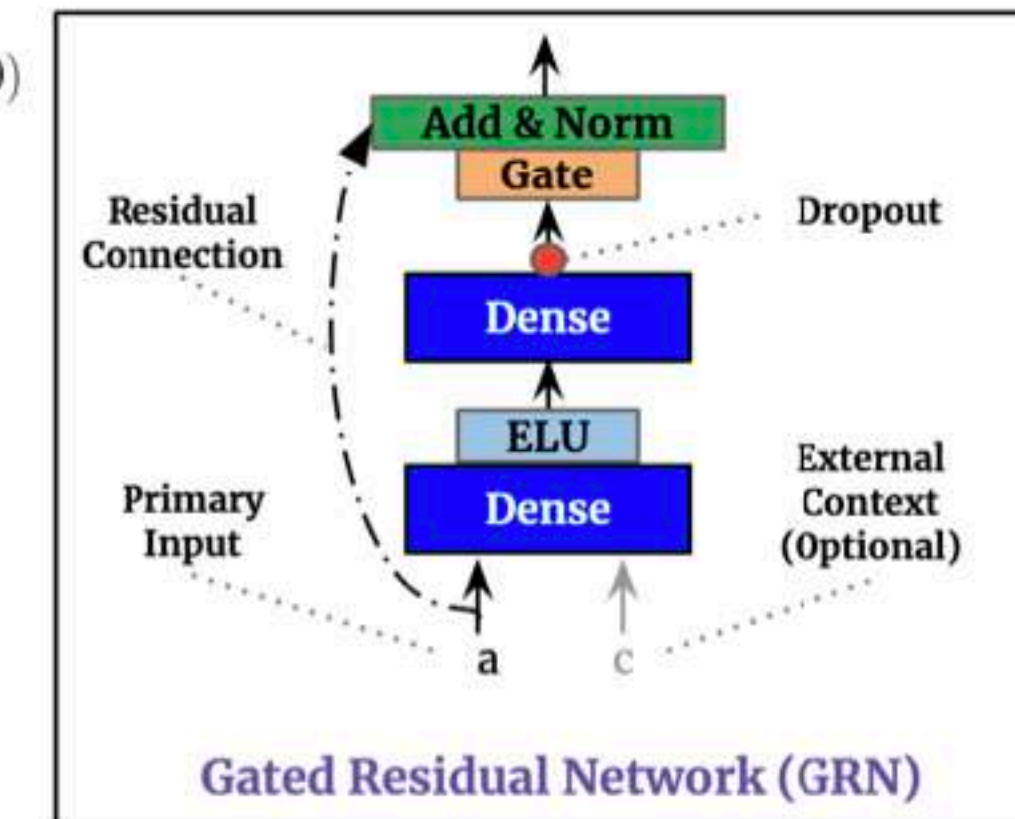 )
Add & Norm
Gate
Residual
Connection
Dropout
Dense
ELU
Dense
Primary
Input
External
Context
(Optional)
a
c
Gated Residual Network (GRN)